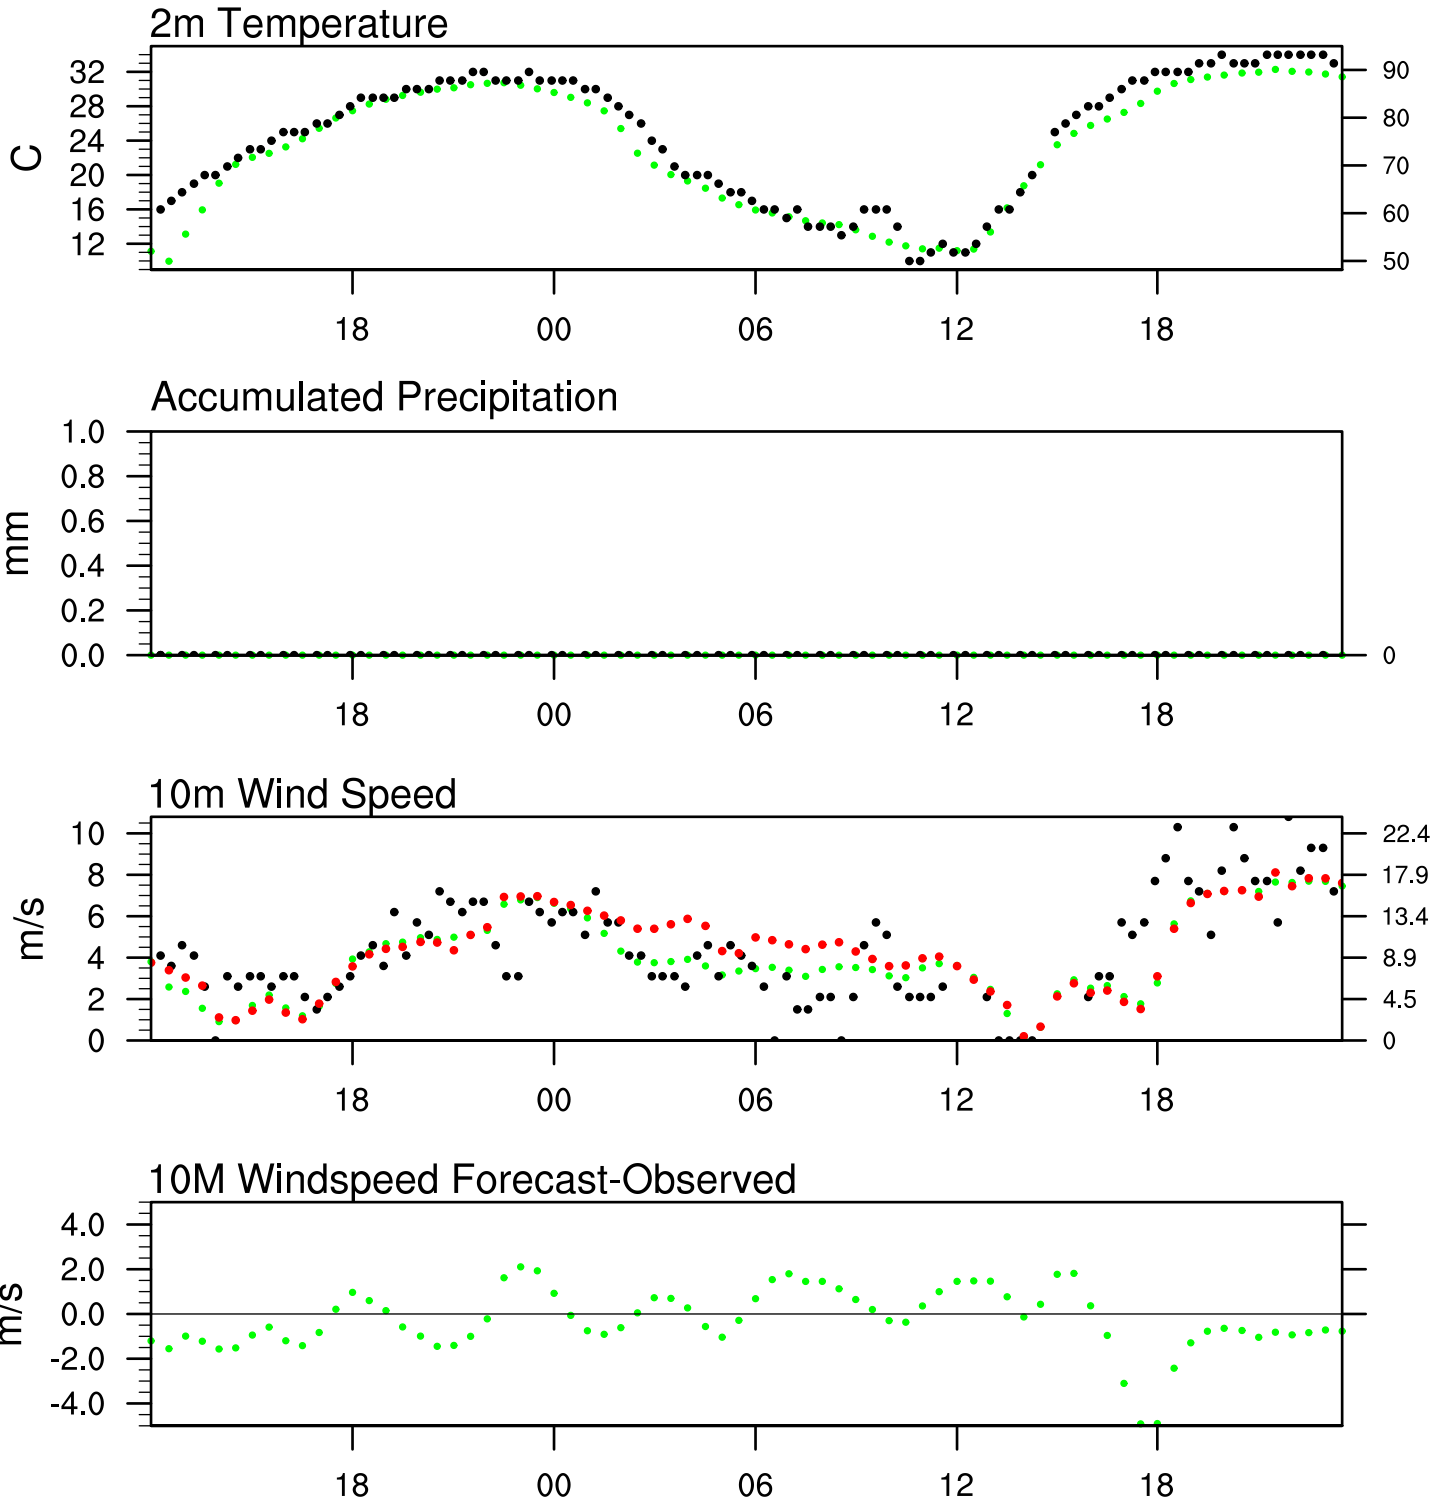 2m Temperature
32
28
24
20
16
12
C
90
80
70
60
50
18 00 06 12 18
Accumulated Precipitation
1.0
0.8
0.6
0.4
0.2
0.0
mm
0
18 00 06 12 18
10m Wind Speed
10
8
6
4
2
0
m/s
22.4
17.9
13.4
8.9
4.5
0
18 00 06 12 18
10M Windspeed Forecast-Observed
4.0
2.0
0.0
-2.0
-4.0
m/s
18 00 06 12 18